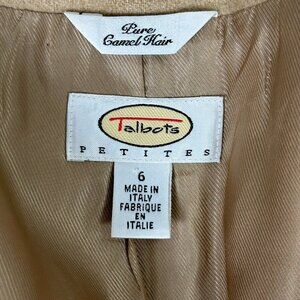 Pure
Camel Hair
Talbots
PETITES
6
MADE IN
ITALY
FABRIQUE
EN
ITALIE